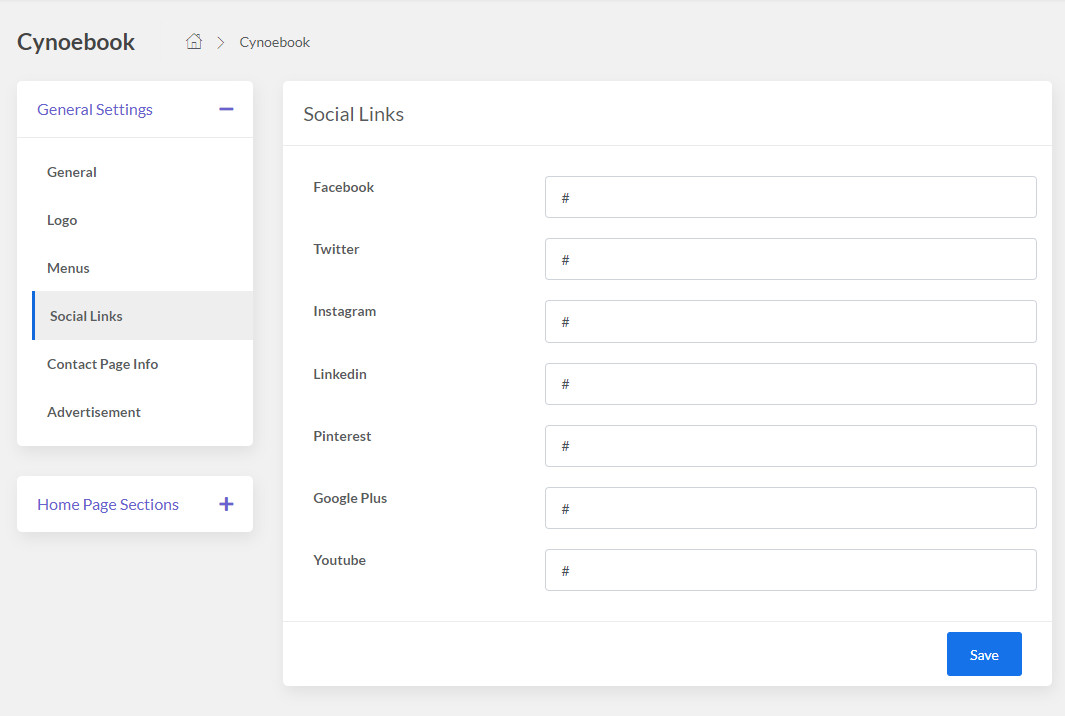 Cynoebook
Cynoebook
General Settings
General
Logo
Menus
Social Links
Contact Page Info
Advertisement
Home Page Sections
Social Links
Facebook
#
Twitter
#
Instagram
#
Linkedin
#
Pinterest
#
Google Plus
#
Youtube
#
Save